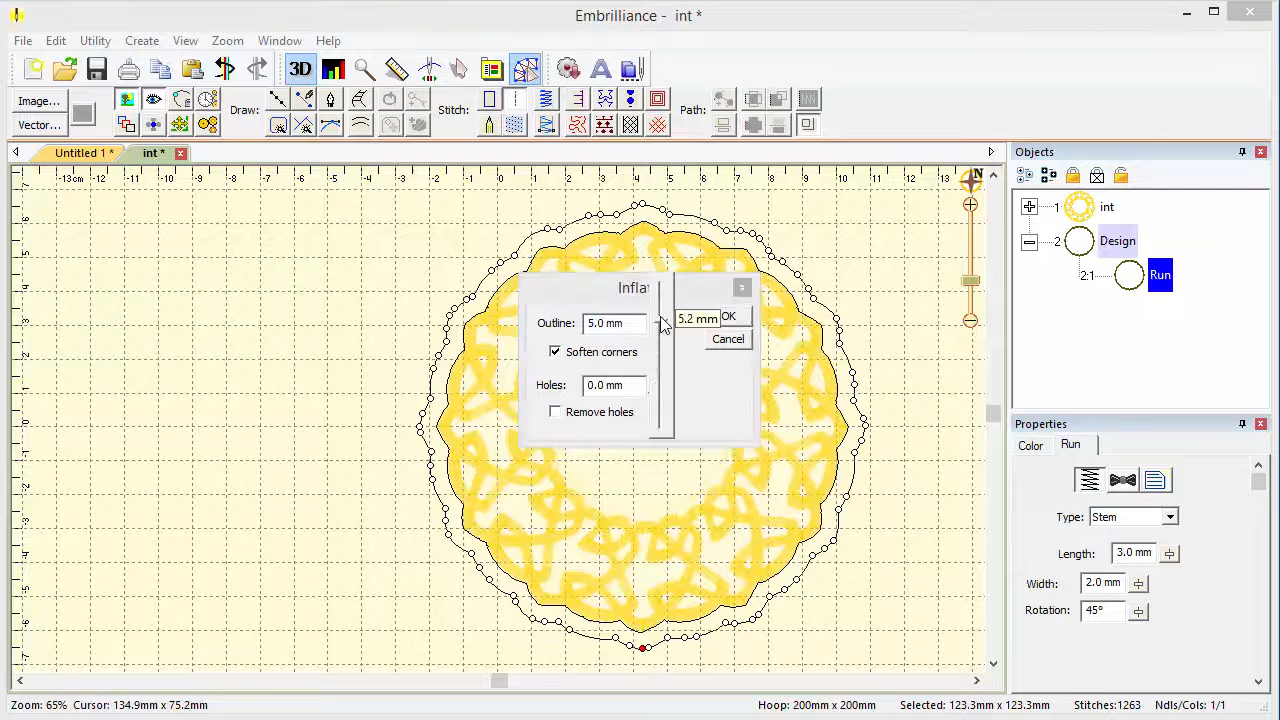 Embrilliance - int *
File Edit Utility Create View Zoom Window Help
3D
Image...
Vector...
Draw:
Stitch:
Path:
Untitled 1 *
int *
-13cm -12 -11 -10 -9 -8 -7 -6 -5 -4 -3 -2 -1 0 1 2 3 4 5 6 7 8 9 10 11 12 13
N
Outline: 5.0 mm
5.2 mm
OK
Cancel
Soften corners
Holes: 0.0 mm
Remove holes
Objects
1 int
2 Design
2:1 Run
Properties
Color Run
Type: Stem
Length: 3.0 mm
Width: 2.0 mm
Rotation: 45°
Zoom: 65% Cursor: 134.9mm x 75.2mm
Hoop: 200mm x 200mm
Selected: 123.3mm x 123.3mm
Stitches:1263
Ndls/Cols: 1/1